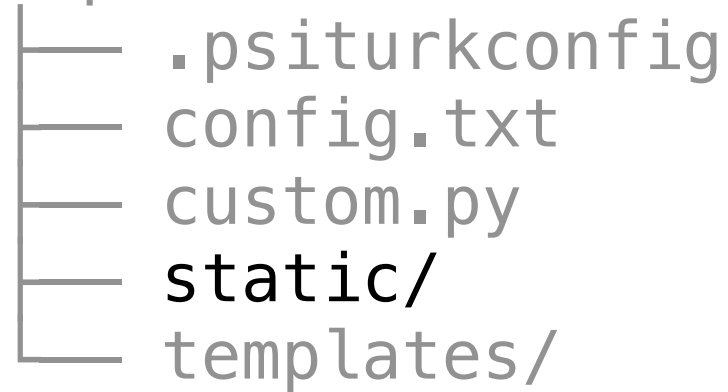 .psiturkconfig
config.txt
custom.py
static/
templates/